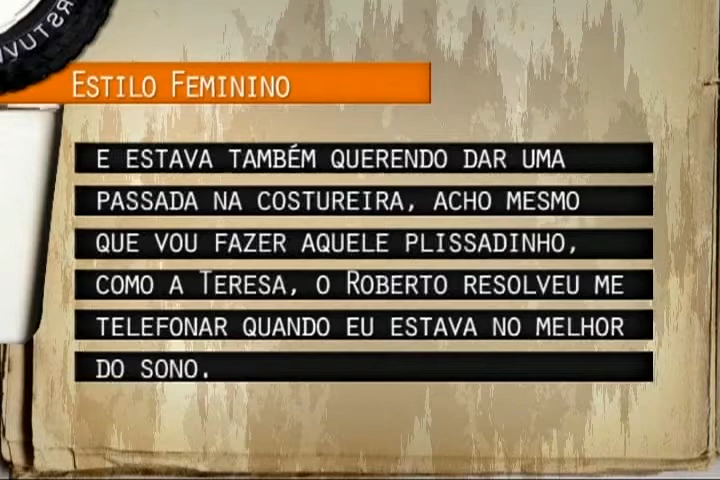 RSTUVV
ESTILO FEMININO
E ESTAVA TAMBÉM QUERENDO DAR UMA
PASSADA NA COSTUREIRA, ACHO MESMO
QUE VOU FAZER AQUELE PLISSADINHO,
COMO A TERESA, O ROBERTO RESOLVEU ME
TELEFONAR QUANDO EU ESTAVA NO MELHOR
DO SONO.